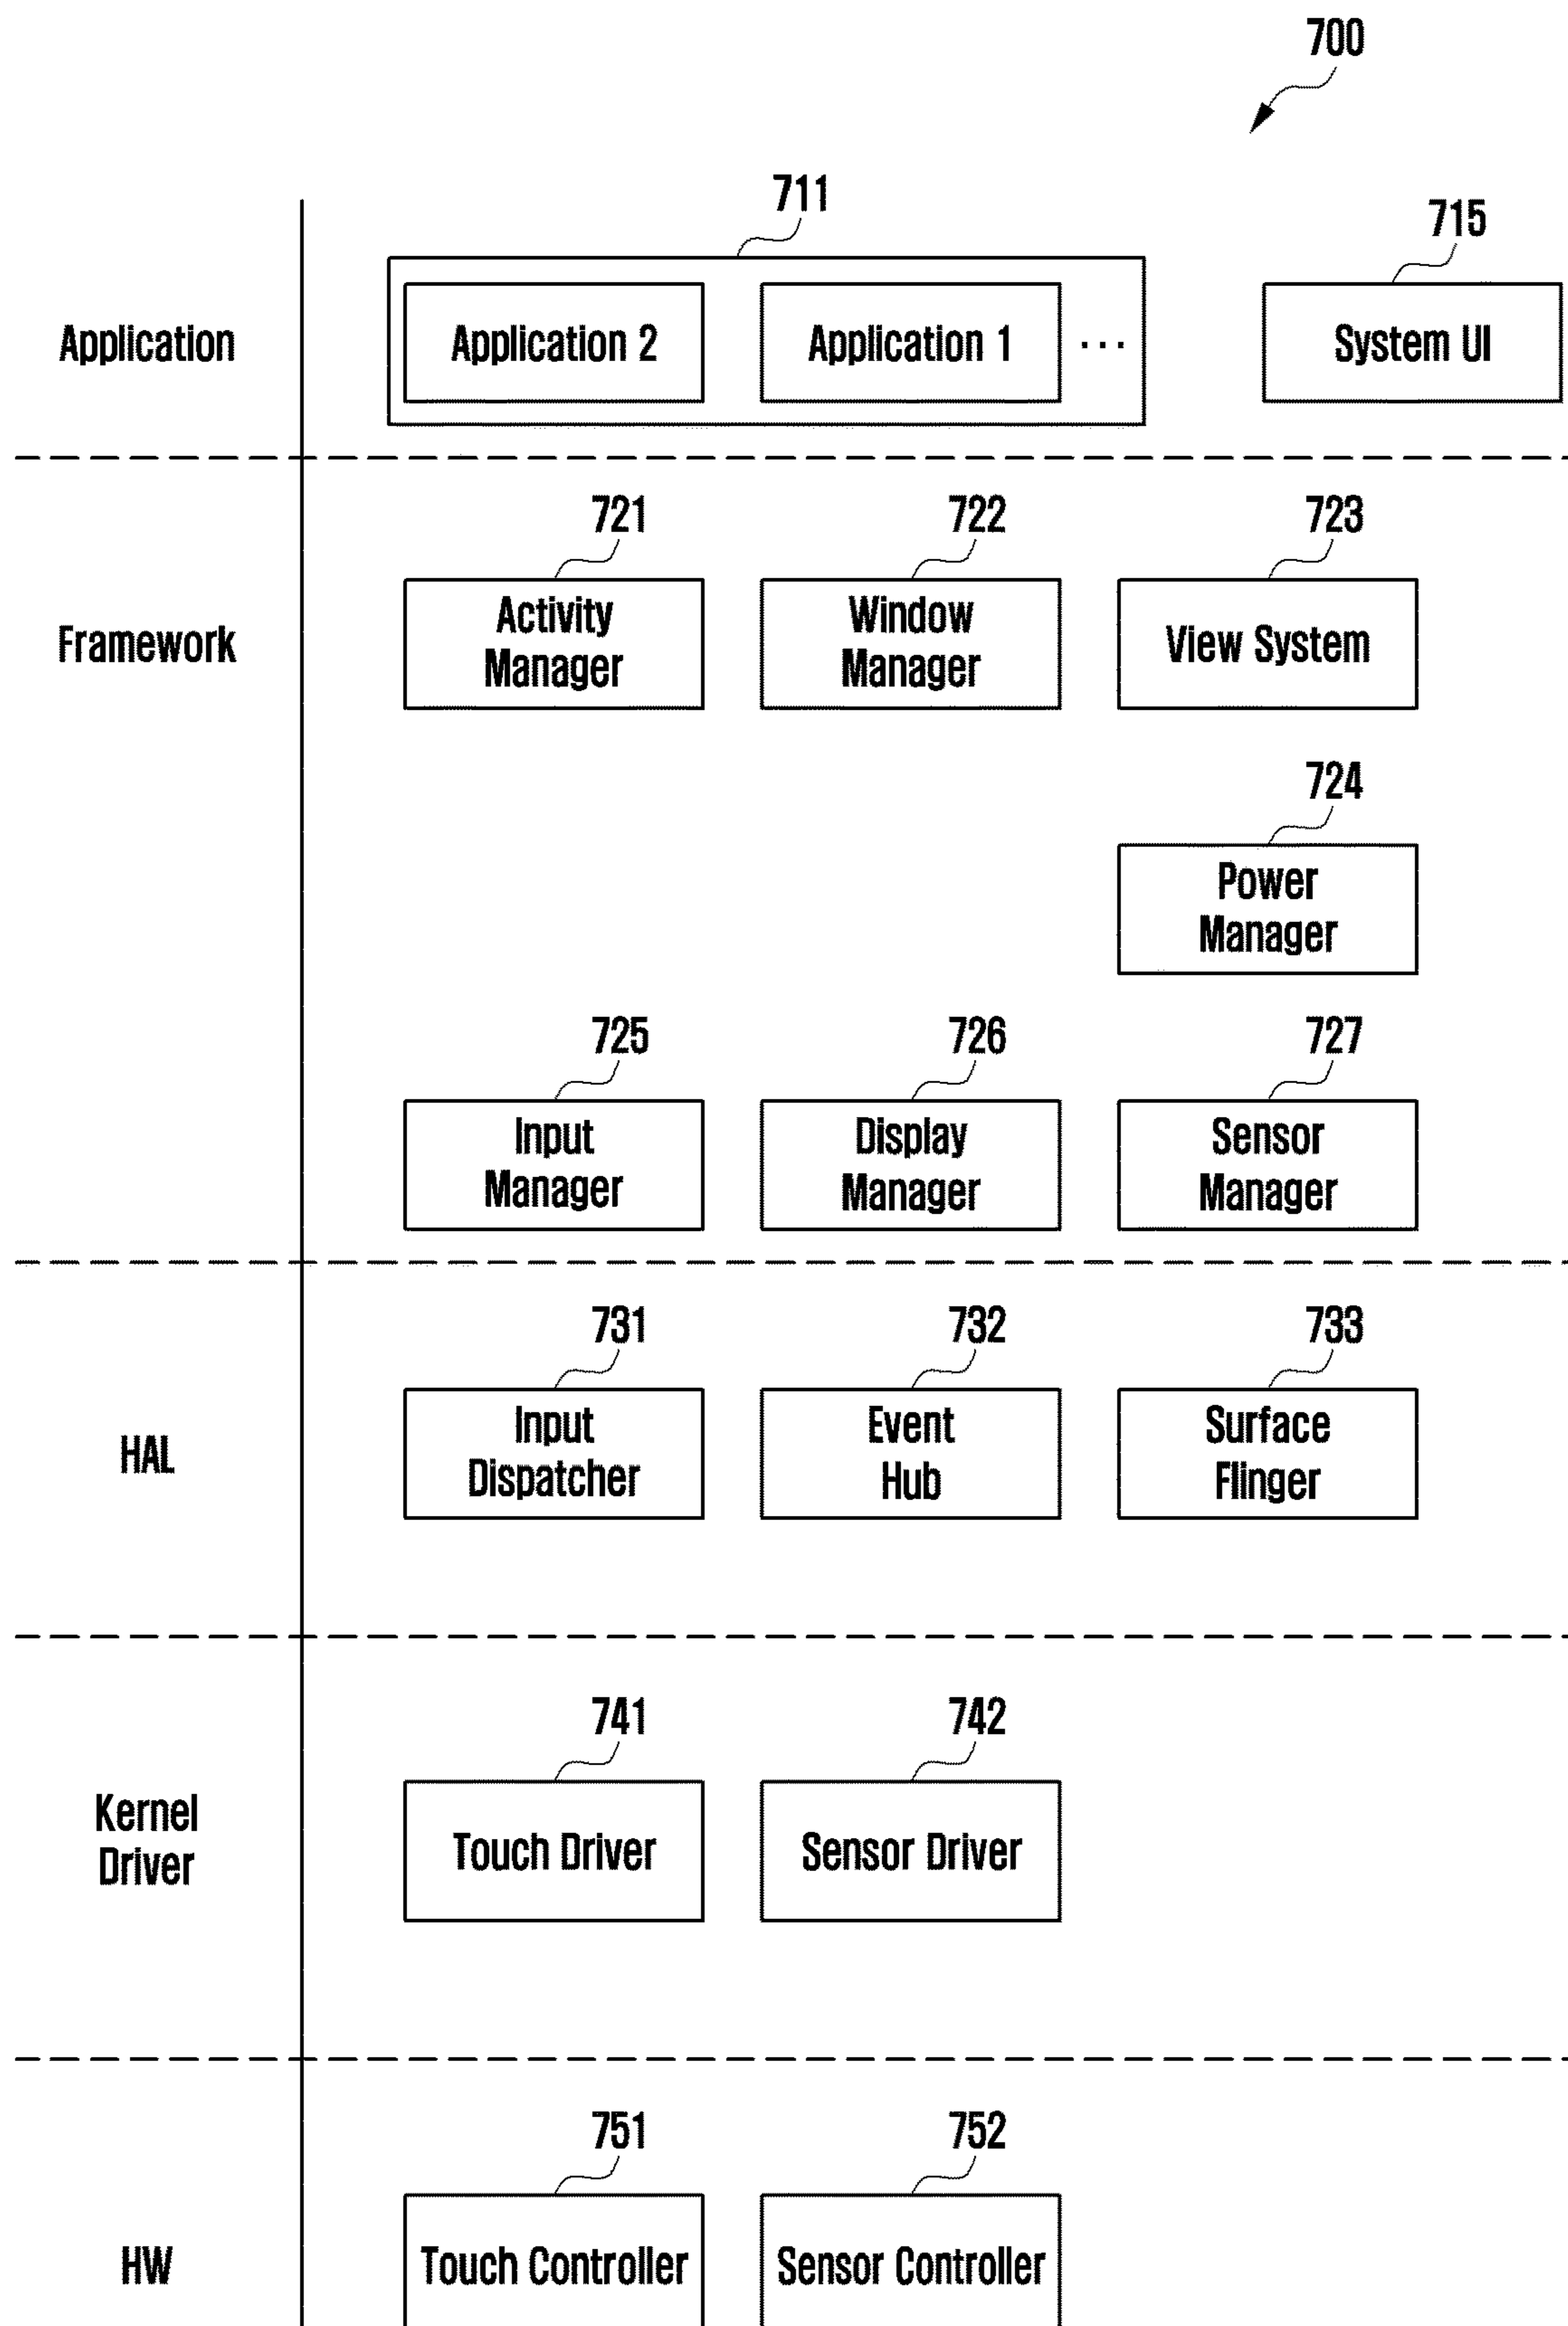 700
711
715
Application
Application 2
Application 1
...
System UI
721
722
723
Framework
Activity
Manager
Window
Manager
View System
724
Power
Manager
725
726
727
Input
Manager
Display
Manager
Sensor
Manager
731
732
733
HAL
Input
Dispatcher
Event
Hub
Surface
Flinger
741
742
Kernel
Driver
Touch Driver
Sensor Driver
751
752
HW
Touch Controller
Sensor Controller